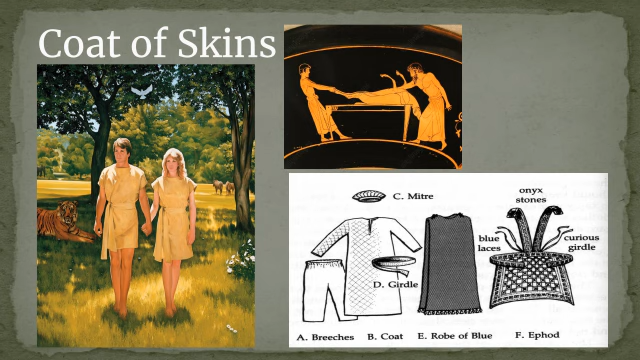 Coat of Skins
C. Mitre
onyx
stones
blue
laces
curious
girdle
D. Girdle
A. Breeches B. Coat E. Robe of Blue F. Ephod